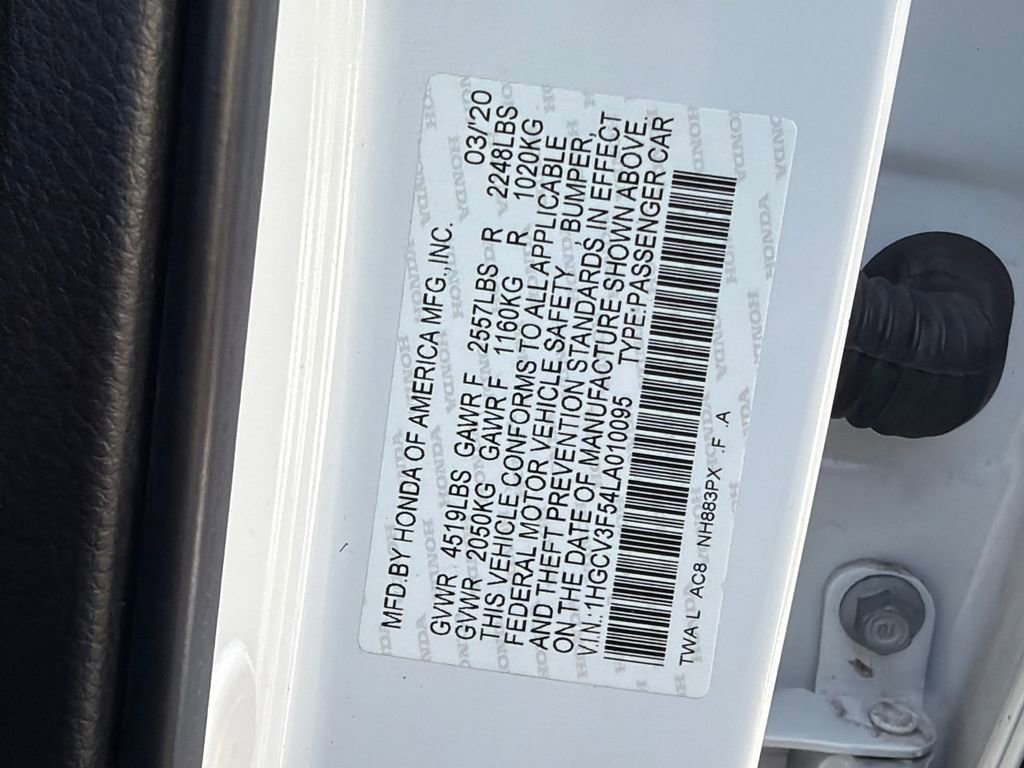 MFD.BY HONDA OF AMERICA MFG.,INC. 03/'20
GVWR 4519LBS GAWR F 2557LBS R 2248LBS
GVWR 2050KG GAWR F 1160KG R 1020KG
THIS VEHICLE CONFORMS TO ALL APPLICABLE
FEDERAL MOTOR VEHICLE SAFETY, BUMPER,
AND THEFT PREVENTION STANDARDS, IN EFFECT
ON THE DATE OF MANUFACTURE SHOWN ABOVE.
V.I.N.:1HGCV3F54LA010095 TYPE:PASSENGER CAR
TWA L AC8 NH883PX .F .A